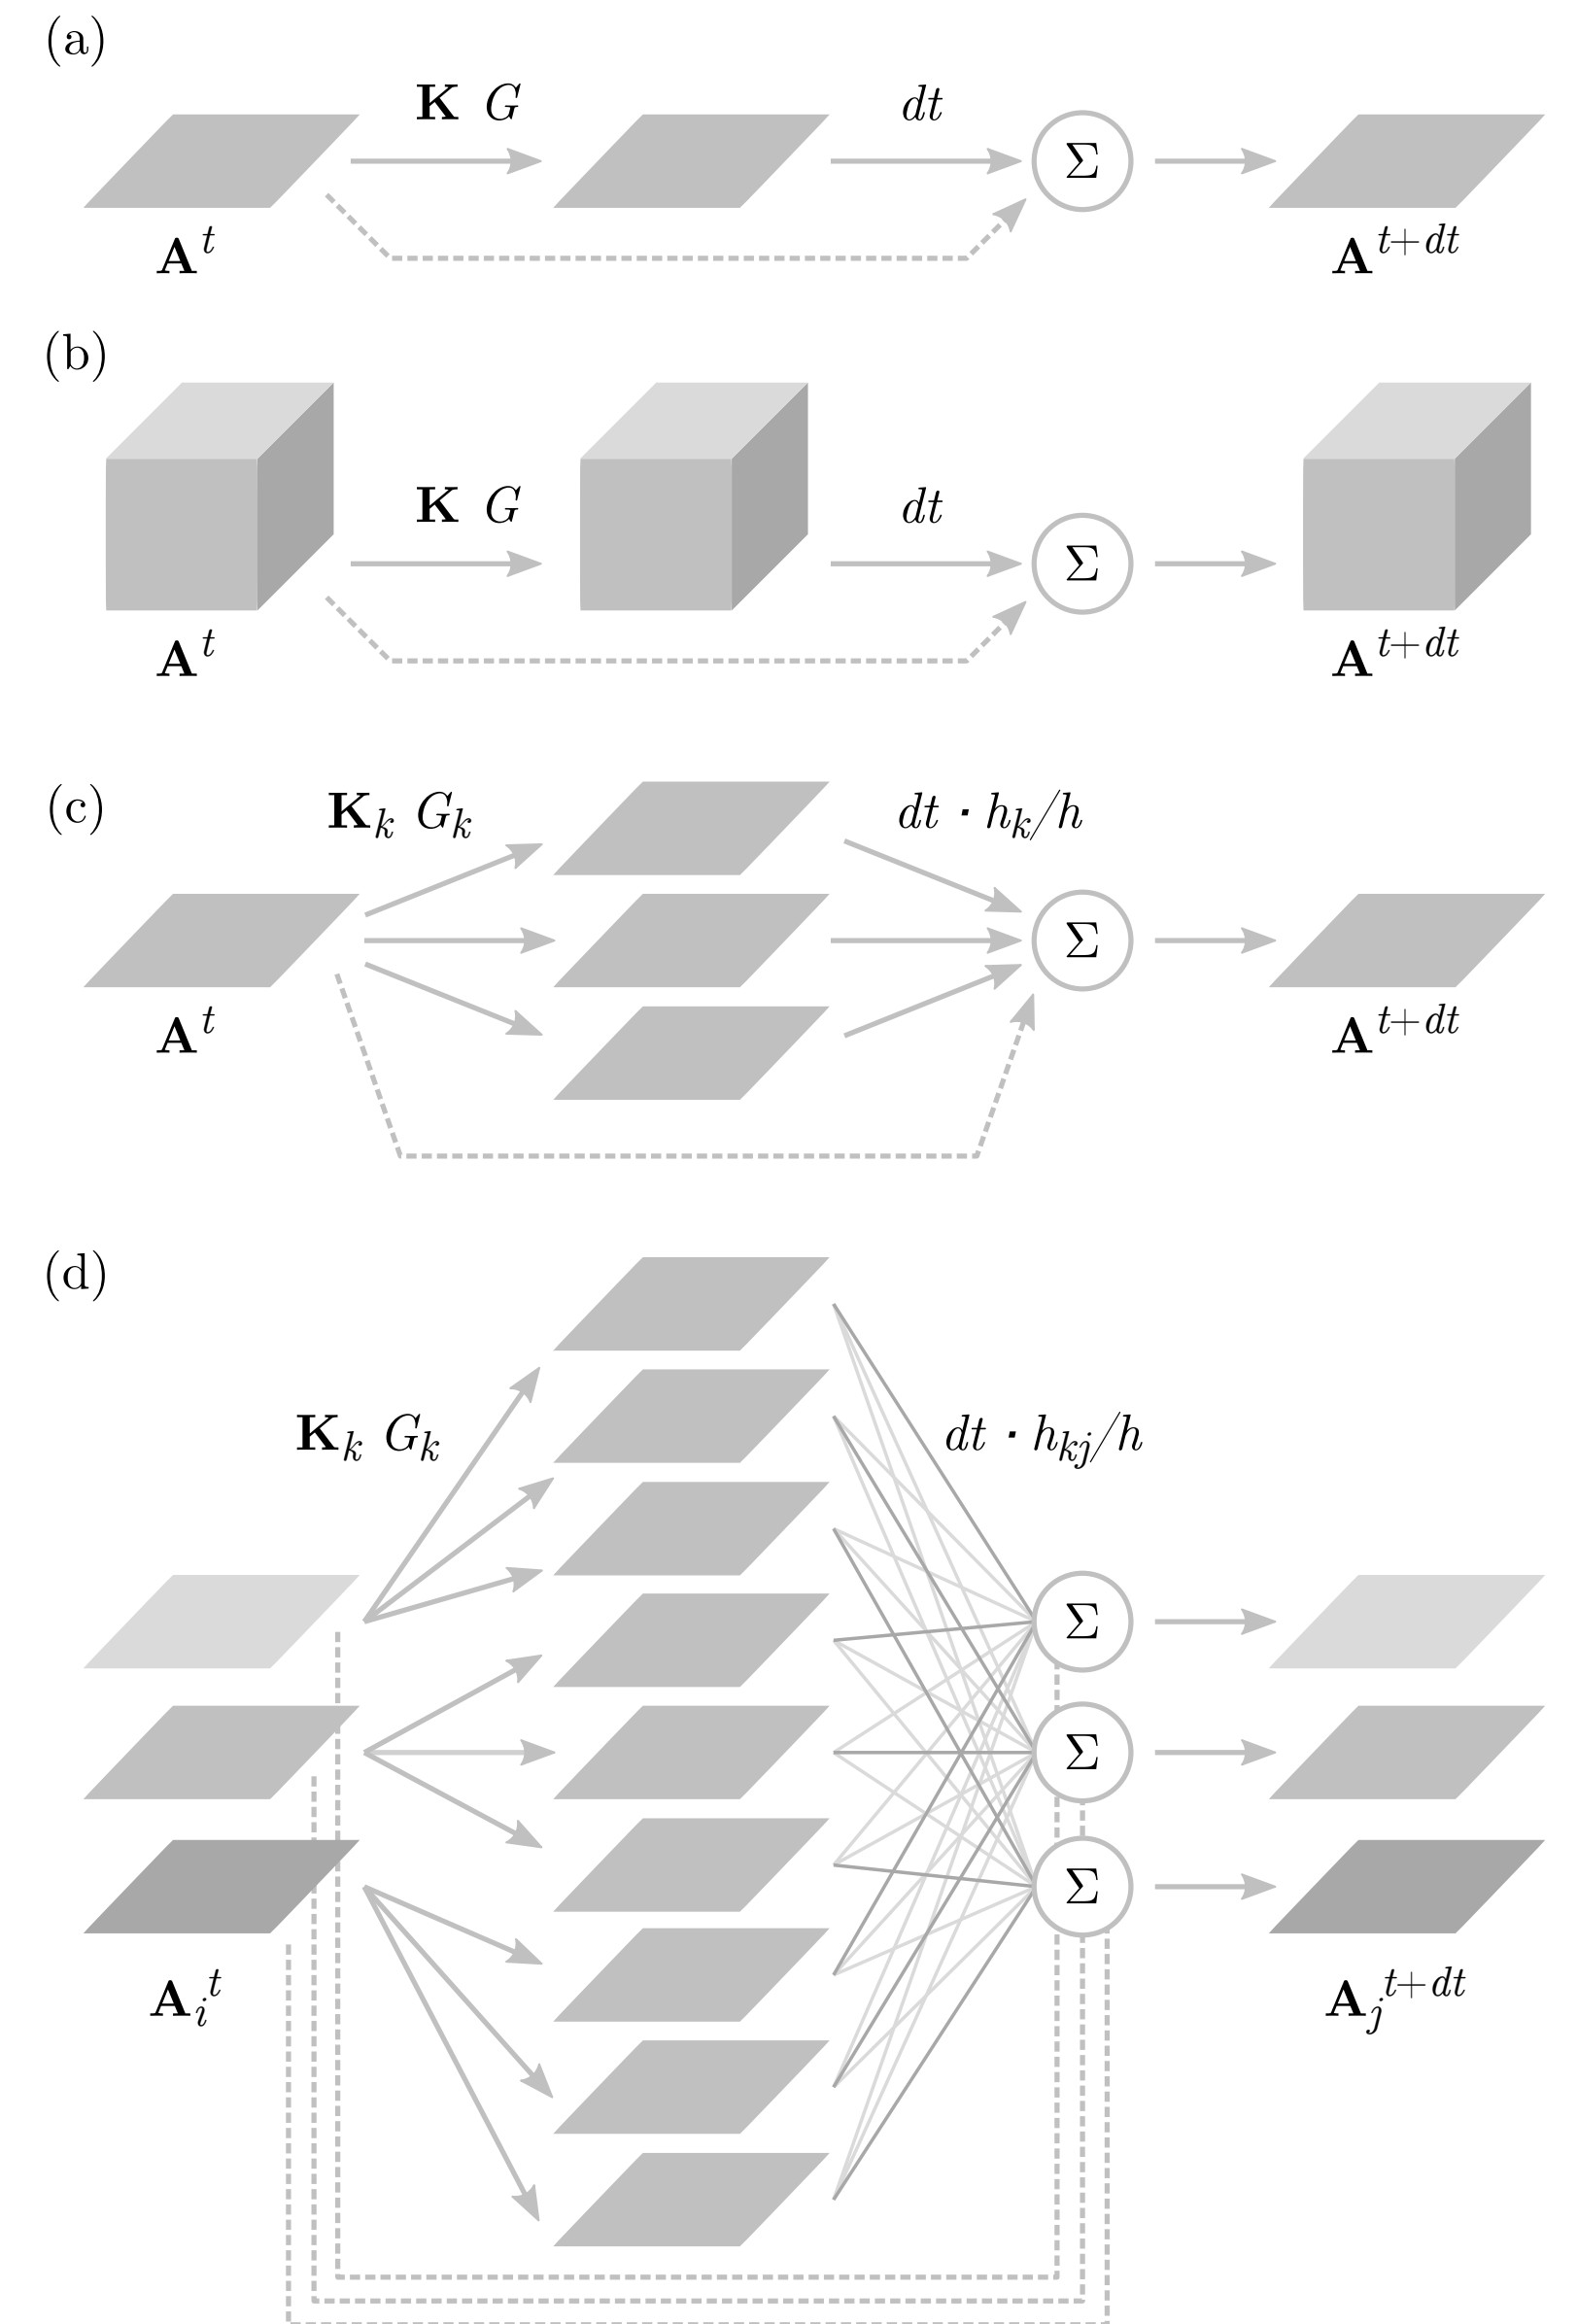 (a)
K G dt
Σ
A^t A^{t+dt}
(b)
K G dt
Σ
A^t A^{t+dt}
(c)
K_k G_k dt · h_k/h
Σ
A^t A^{t+dt}
(d)
K_k G_k dt · h_{kj}/h
Σ
Σ
Σ
A_i^t A_j^{t+dt}